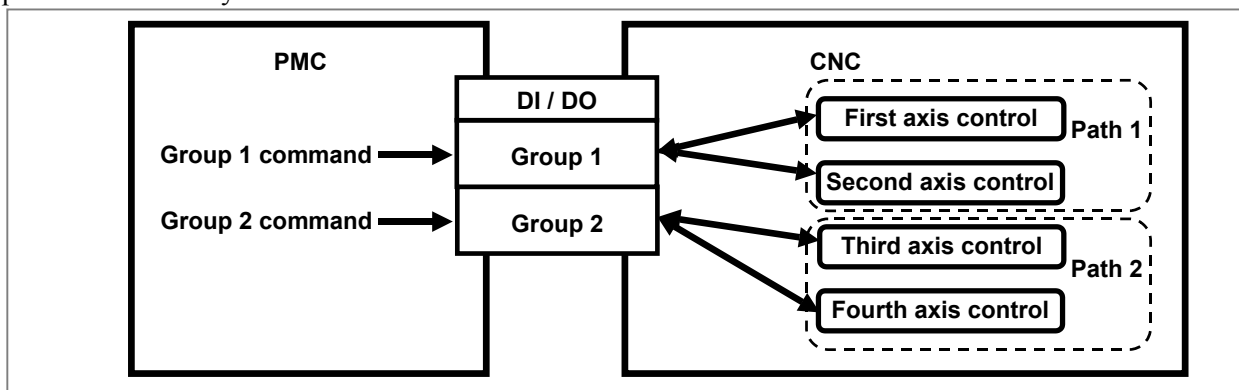 PMC
CNC
DI / DO
First axis control
Path 1
Group 1 command
Group 1
Second axis control
Group 2 command
Group 2
Third axis control
Path 2
Fourth axis control